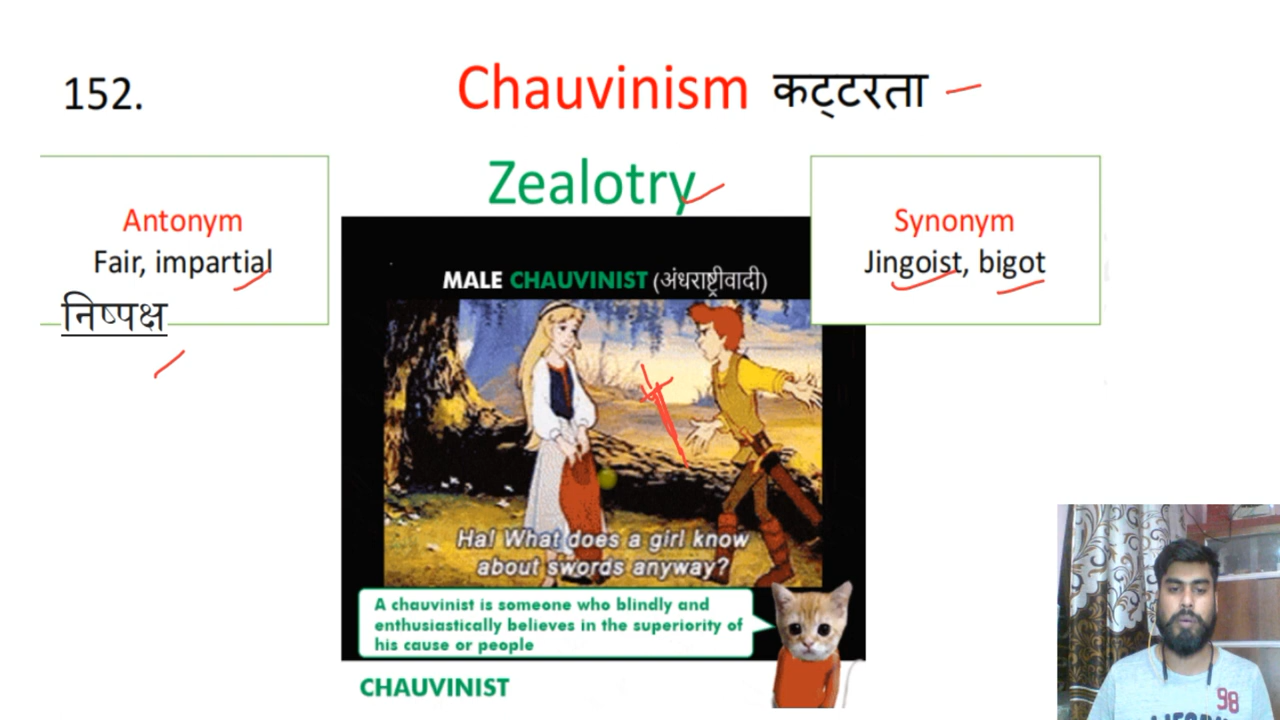 152.
Chauvinism कट्टरता
Zealotry
Antonym
Fair, impartial
निष्पक्ष
Synonym
Jingoist, bigot
MALE CHAUVINIST (अंधराष्ट्रीवादी)
Ha! What does a girl know
about swords anyway?
A chauvinist is someone who blindly and
enthusiastically believes in the superiority of
his cause or people
CHAUVINIST
98